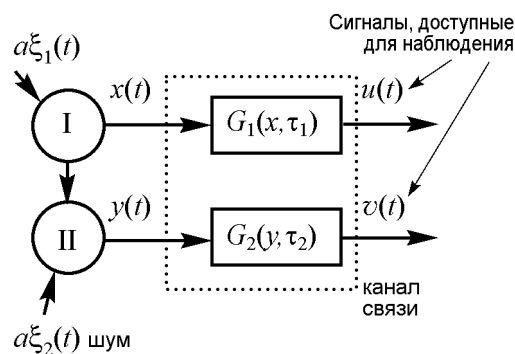 Сигналы, доступные
для наблюдения
aξ₁(t)
x(t)
u(t)
I
G₁(x,τ₁)
y(t)
v(t)
II
G₂(y,τ₂)
канал
связи
aξ₂(t) шум